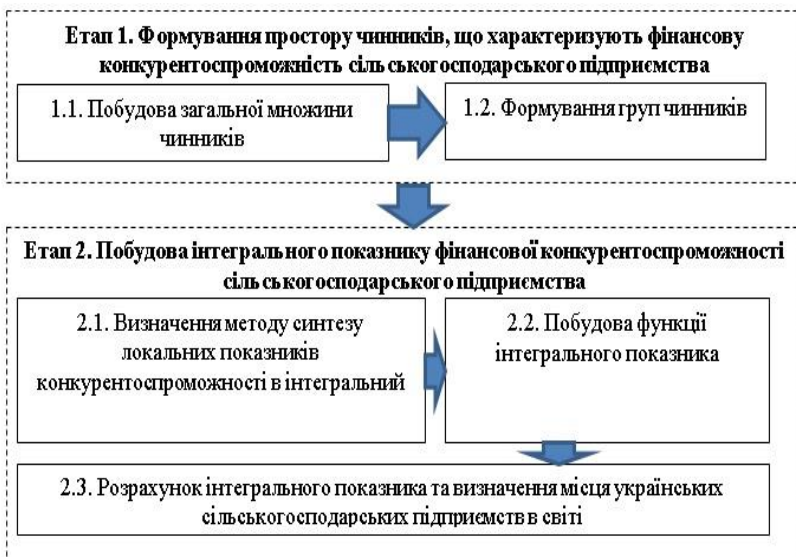 Етап 1. Формування простору чинників, що характеризують фінансову
конкурентоспроможність сільськогосподарського підприємства
1.1. Побудова загальної множини
чинників
1.2. Формування груп чинників
Етап 2. Побудова інтегрального показнику фінансової конкурентоспроможності
сільськогосподарського підприємства
2.1. Визначення методу синтезу
локальних показників
конкурентоспроможності в інтегральний
2.2. Побудова функції
інтегрального показника
2.3. Розрахунок інтегрального показника та визначення місця українських
сільськогосподарських підприємств в світі